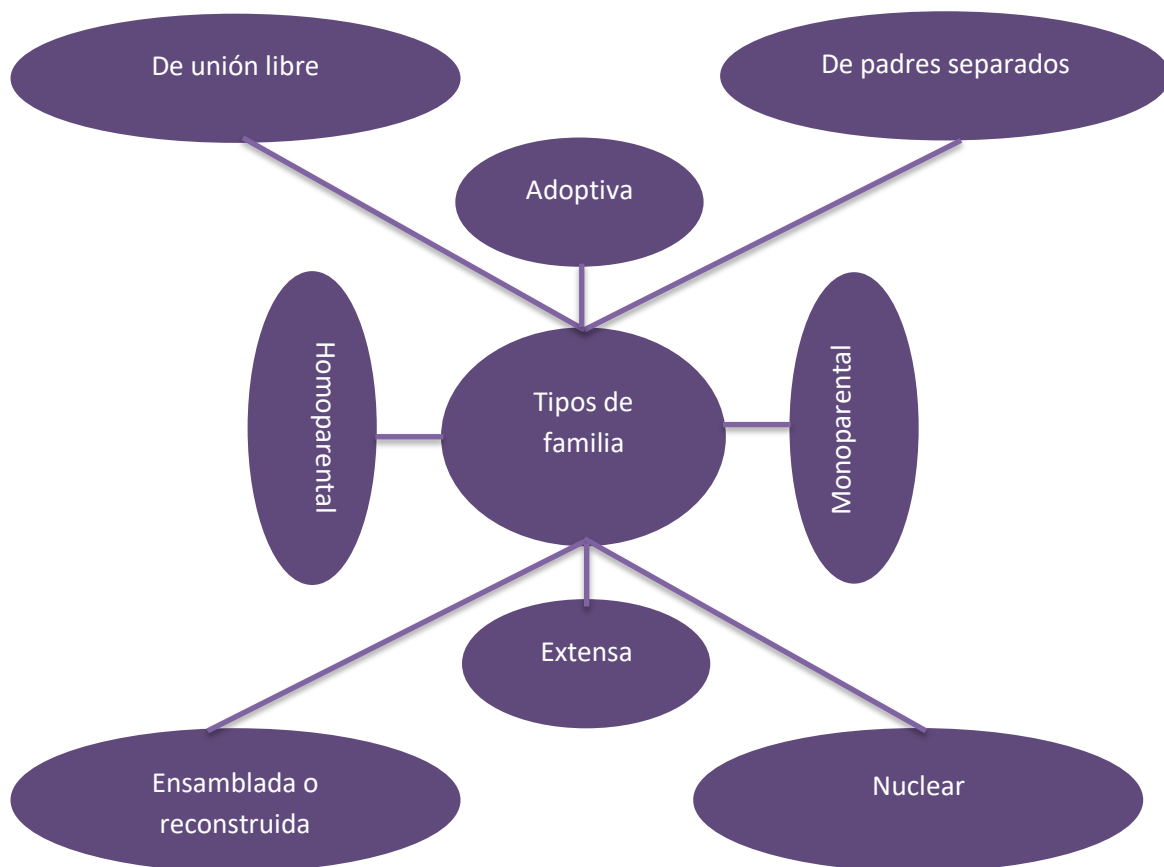 De unión libre
De padres separados
Adoptiva
Homoparental
Tipos de
familia
Monoparental
Extensa
Ensamblada o
reconstruida
Nuclear